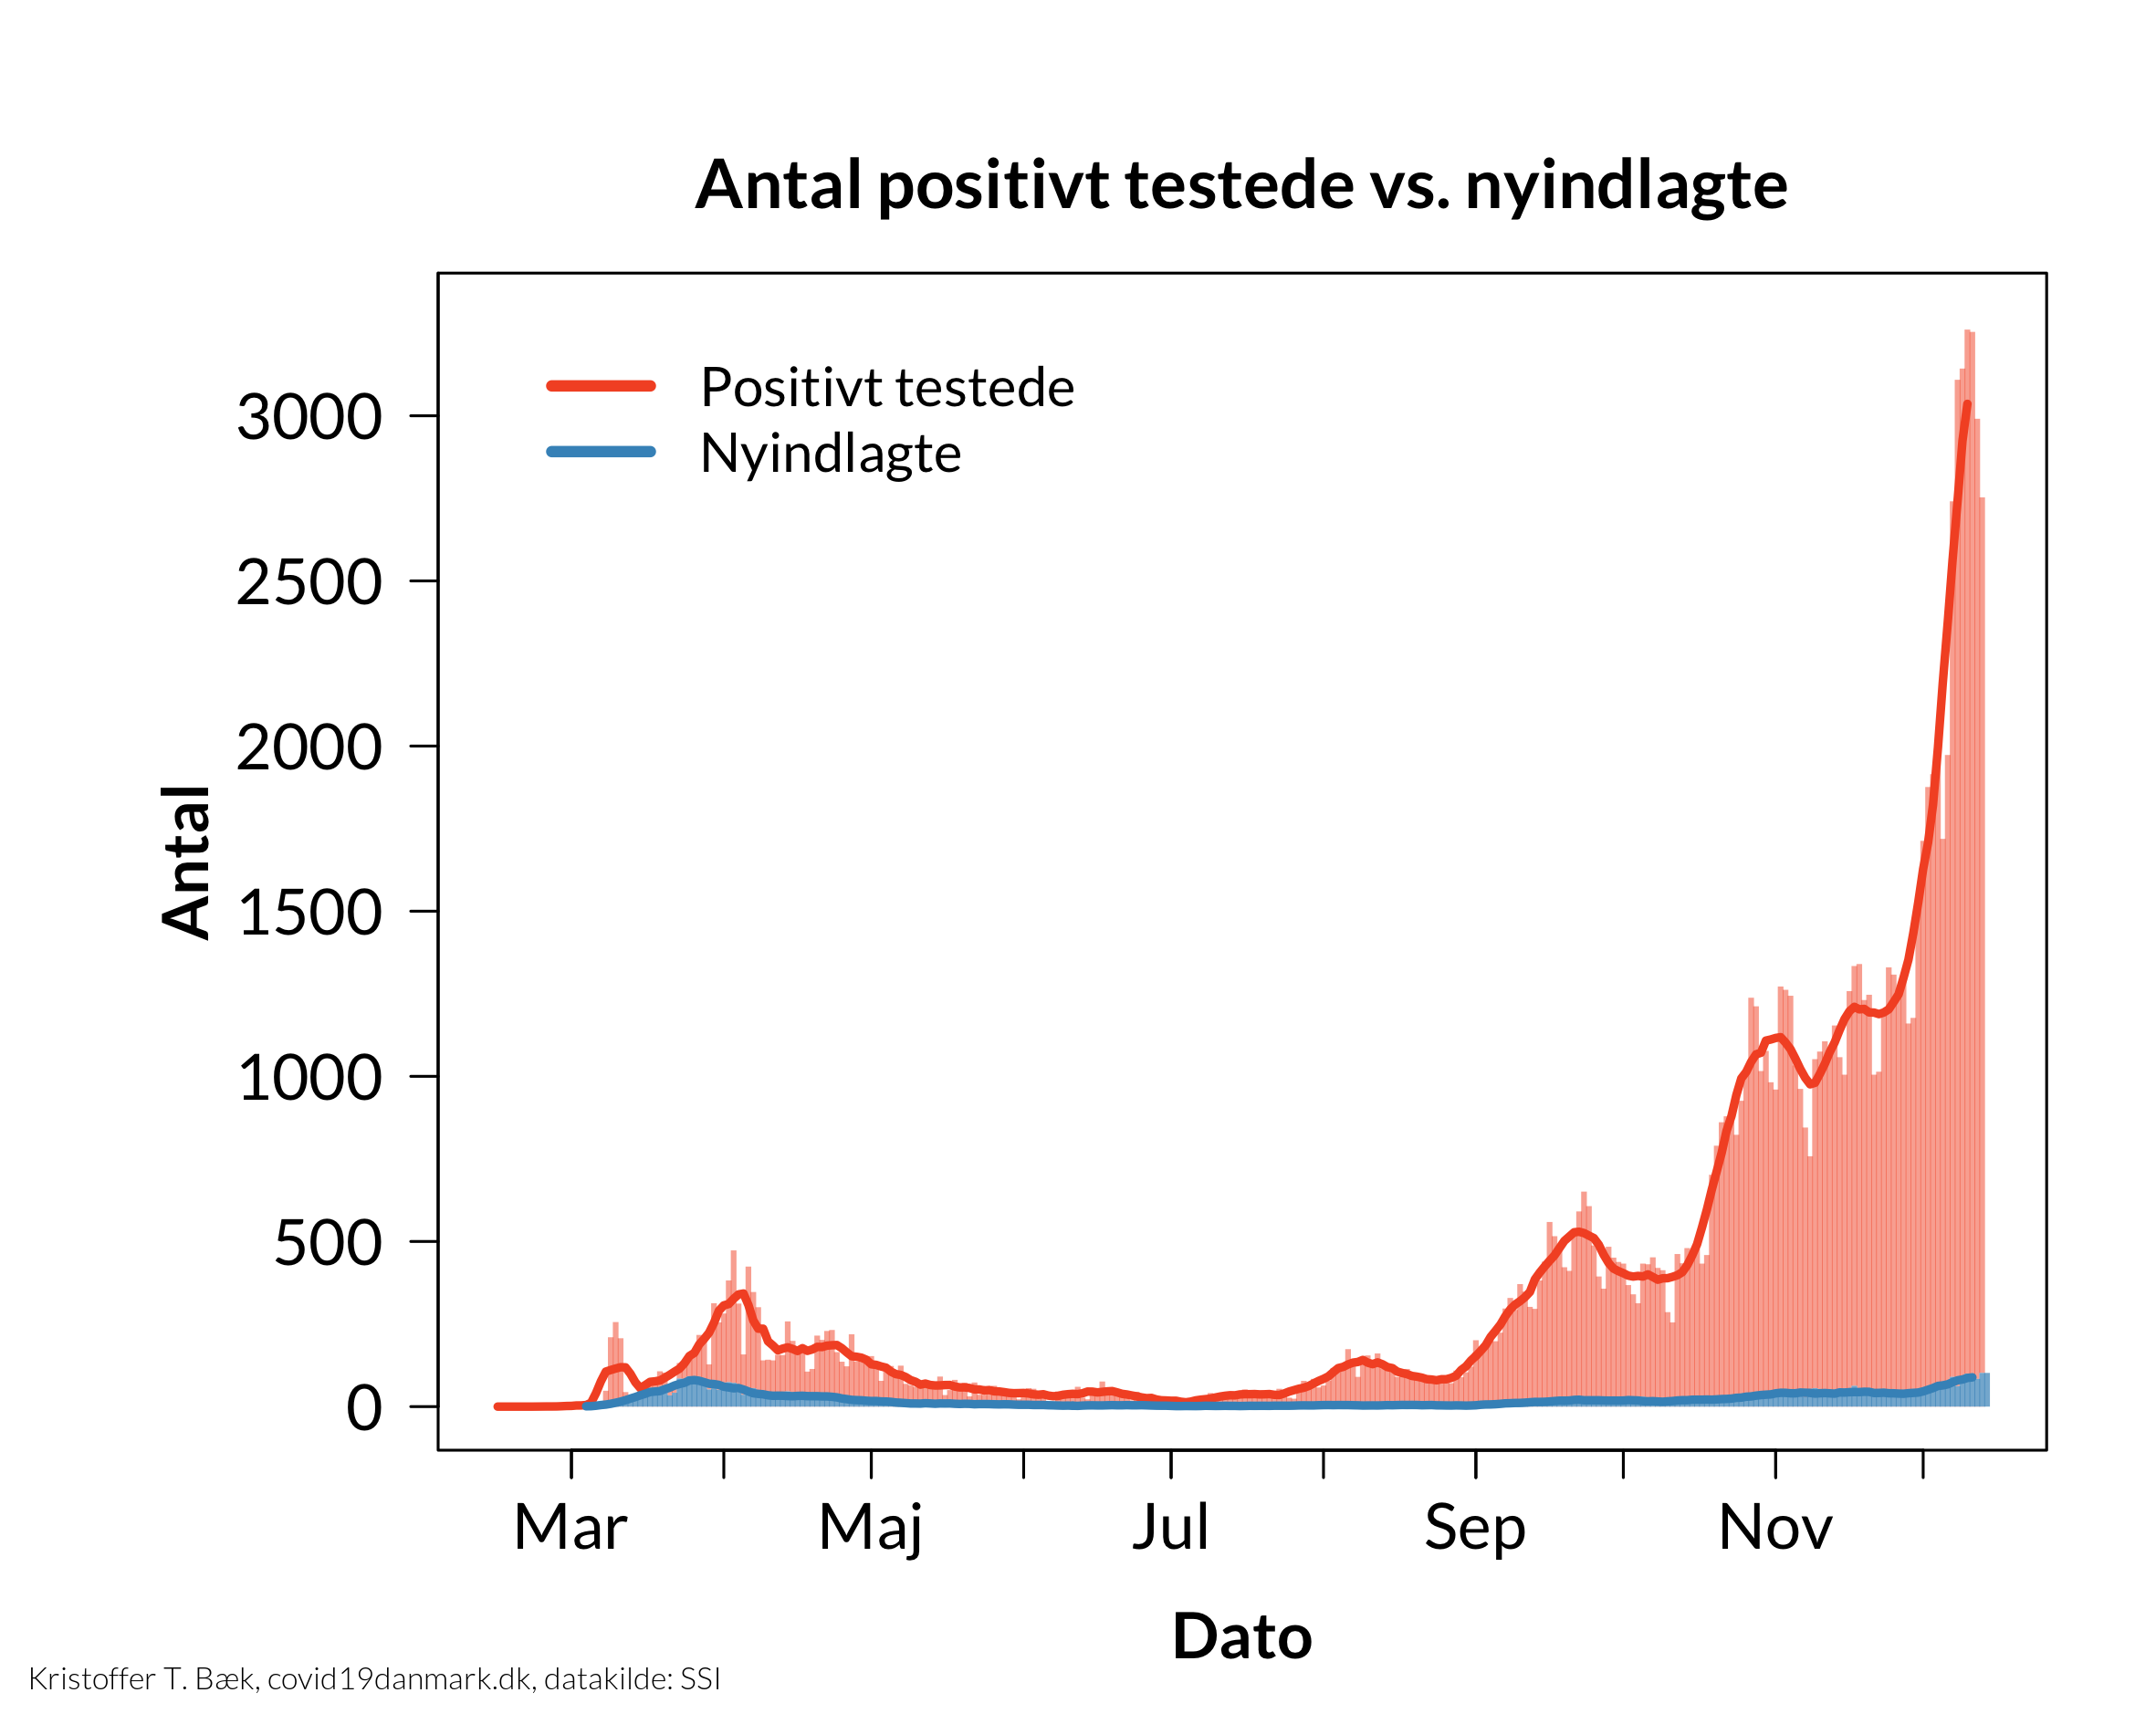 Antal positivt testede vs. nyindlagte
Positivt testede
Nyindlagte
3000
2500
2000
1500
1000
500
0
Antal
Mar Maj Jul Sep Nov
Dato
Kristoffer T. Bæk, covid19danmark.dk, datakilde: SSI